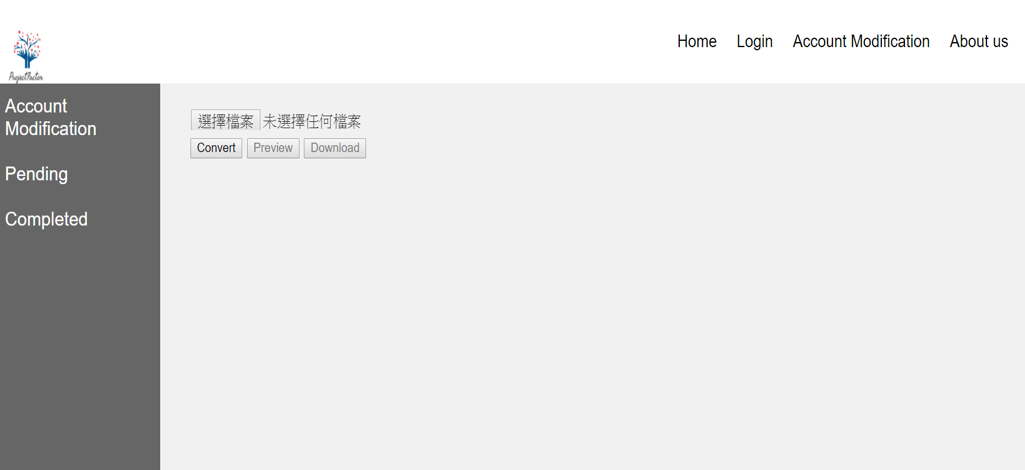 ProjectFactor
Home Login Account Modification About us
Account
Modification
Pending
Completed
選擇檔案 未選擇任何檔案
Convert Preview Download